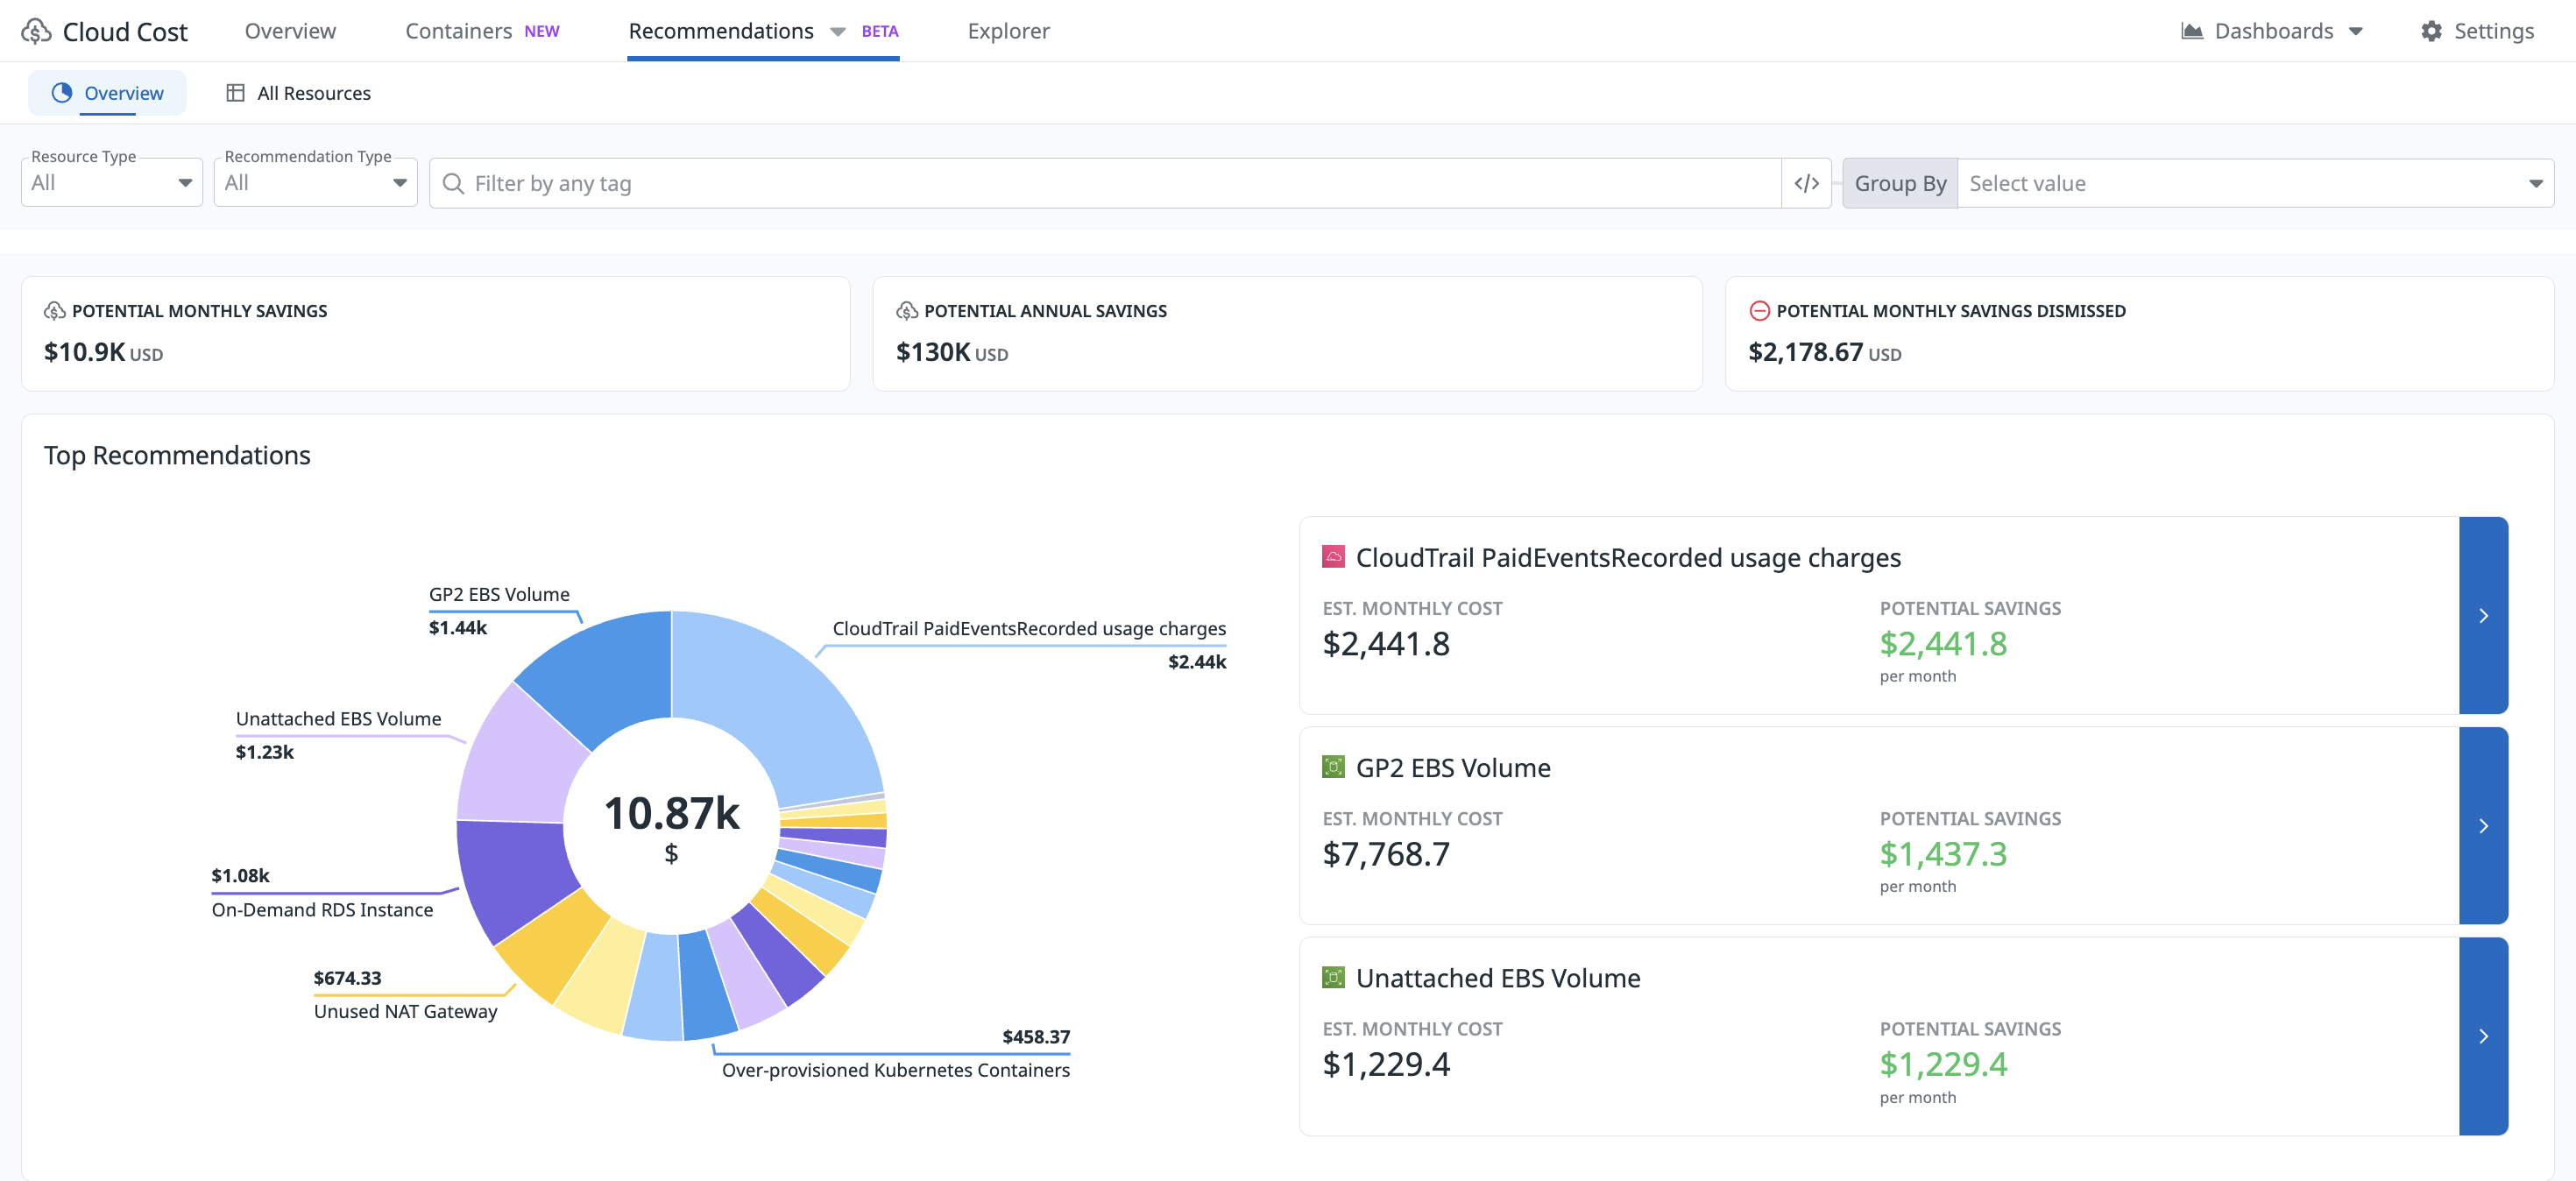 Cloud Cost Overview Containers NEW Recommendations BETA Explorer Dashboards Settings
Overview All Resources
Resource Type Recommendation Type
All All Filter by any tag </> Group By Select value
POTENTIAL MONTHLY SAVINGS
$10.9K USD
POTENTIAL ANNUAL SAVINGS
$130K USD
POTENTIAL MONTHLY SAVINGS DISMISSED
$2,178.67 USD
Top Recommendations
GP2 EBS Volume
$1.44k
CloudTrail PaidEventsRecorded usage charges
$2.44k
Unattached EBS Volume
$1.23k
10.87k
$
$1.08k
On-Demand RDS Instance
$674.33
Unused NAT Gateway
$458.37
Over-provisioned Kubernetes Containers
CloudTrail PaidEventsRecorded usage charges
EST. MONTHLY COST POTENTIAL SAVINGS
$2,441.8 $2,441.8
per month
GP2 EBS Volume
EST. MONTHLY COST POTENTIAL SAVINGS
$7,768.7 $1,437.3
per month
Unattached EBS Volume
EST. MONTHLY COST POTENTIAL SAVINGS
$1,229.4 $1,229.4
per month